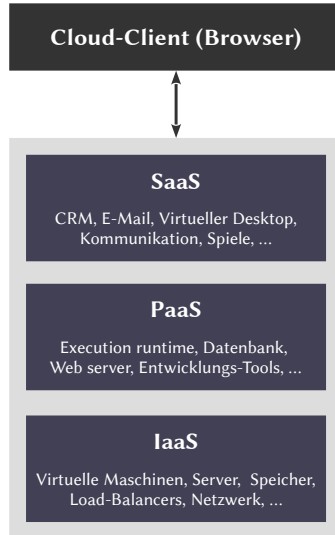 Cloud-Client (Browser)
SaaS
CRM, E-Mail, Virtueller Desktop,
Kommunikation, Spiele, ...
PaaS
Execution runtime, Datenbank,
Web server, Entwicklungs-Tools, ...
IaaS
Virtuelle Maschinen, Server, Speicher,
Load-Balancers, Netzwerk, ...